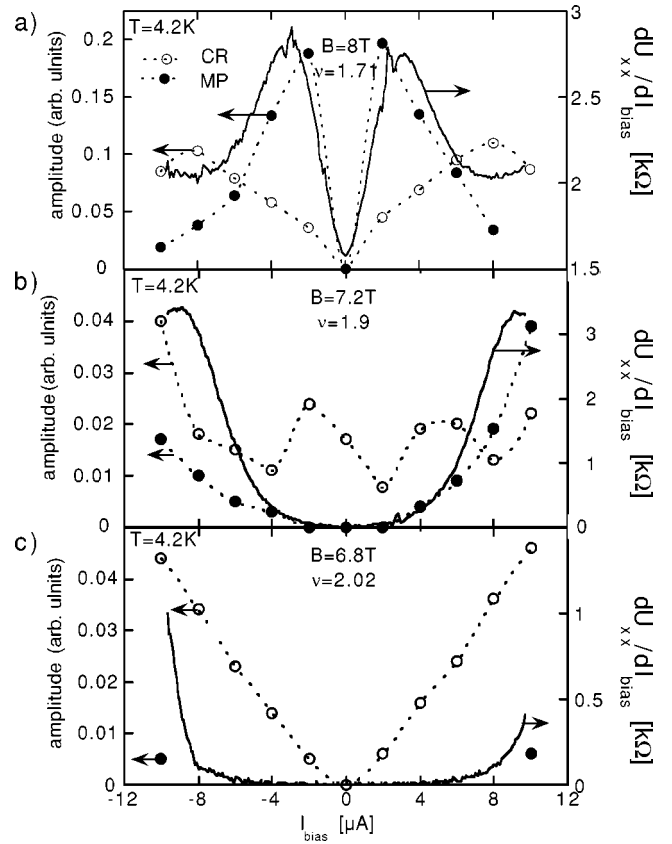 a)
T=4.2K
B=8T
ν=1.71
CR
MP
amplitude (arb. ulnits)
0.2
0.15
0.1
0.05
0
3
2.5
2
1.5
dU xx /dI bias [kΩ]
b)
T=4.2K
B=7.2T
ν=1.9
amplitude (arb. ulnits)
0.04
0.03
0.02
0.01
0
3
2
1
0
dU xx /dI bias [kΩ]
c)
T=4.2K
B=6.8T
ν=2.02
amplitude (arb. ulnits)
0.04
0.03
0.02
0.01
0
1
0.5
0
dU xx /dI bias [kΩ]
-12 -8 -4 0 4 8 12
I bias [µA]